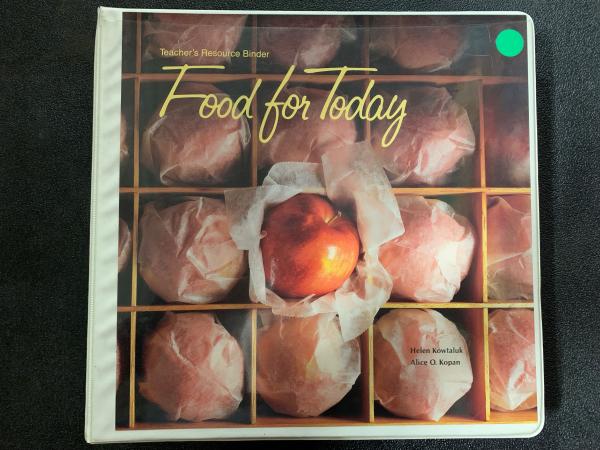 Teacher's Resource Binder
Food for Today
Helen Kowtaluk
Alice O. Kopan